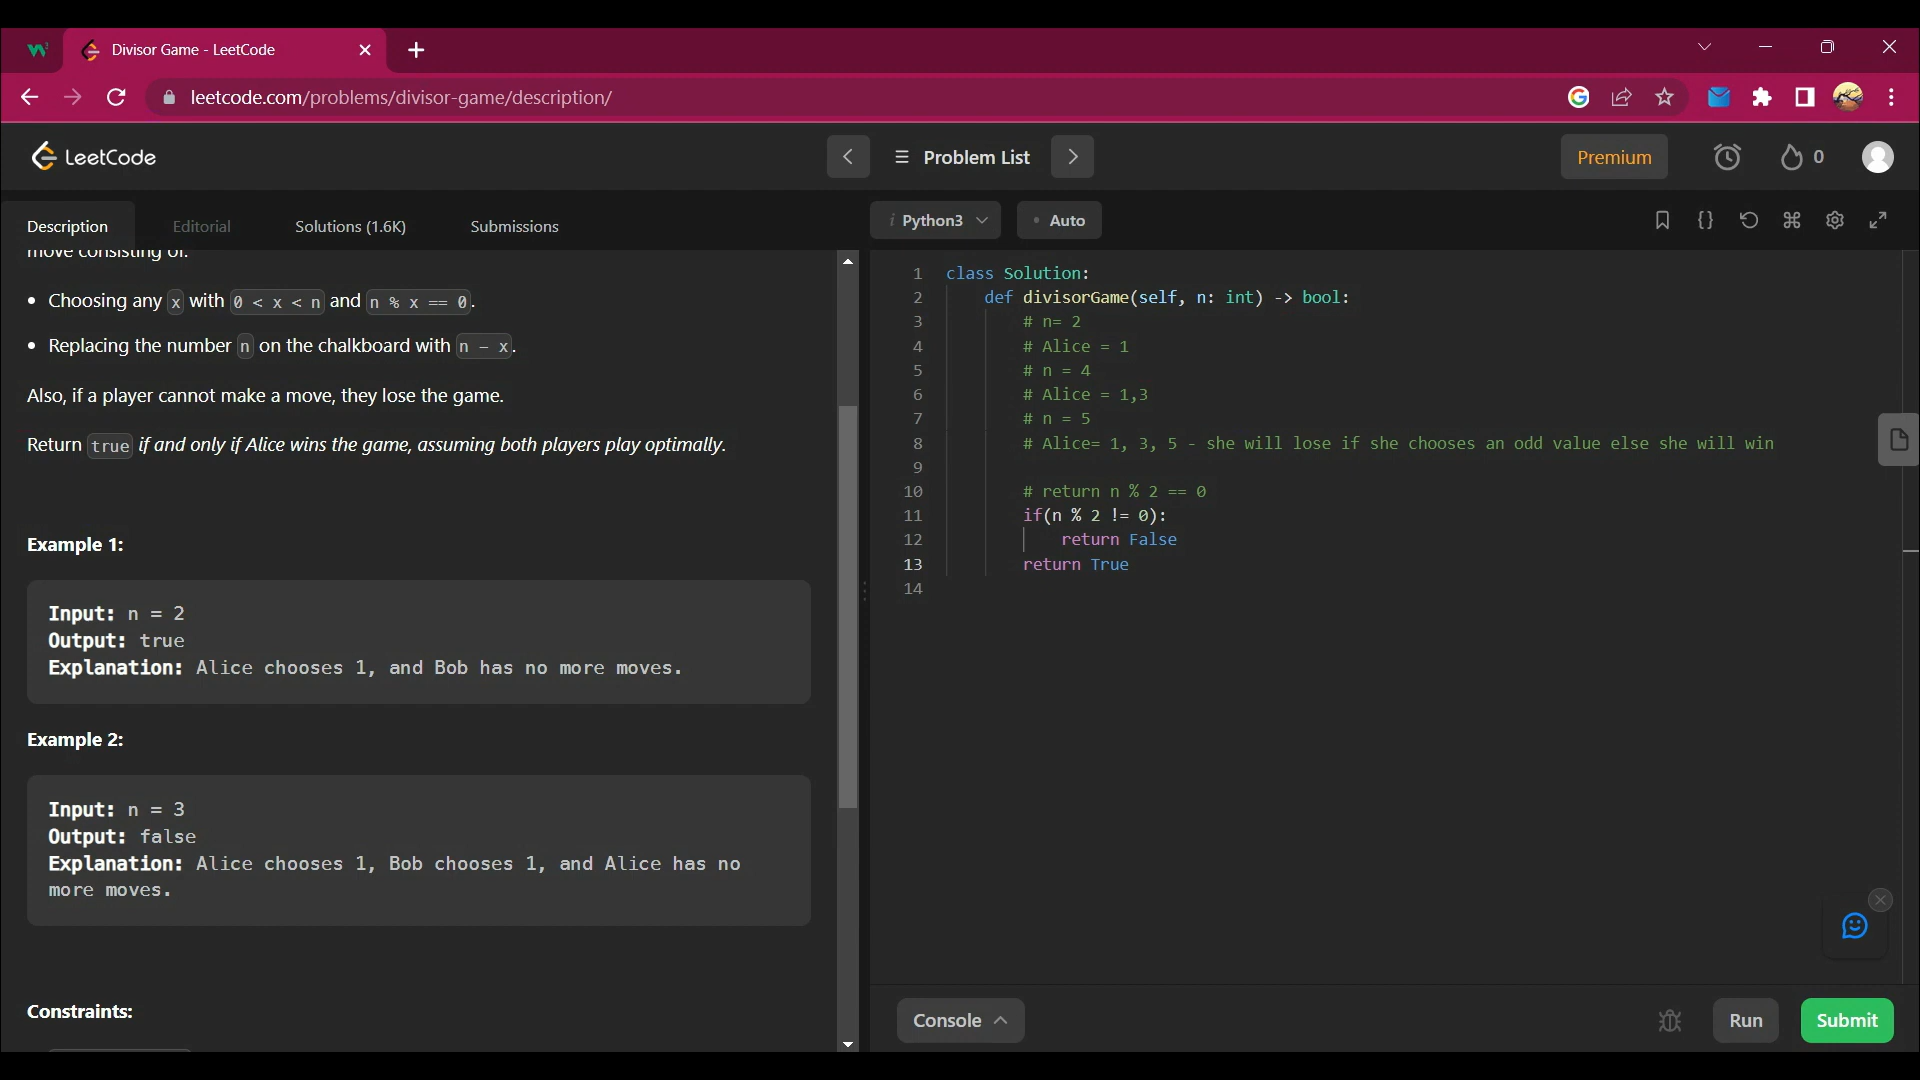 Divisor Game - LeetCode
leetcode.com/problems/divisor-game/description/
LeetCode
Problem List
Premium
0
Description
Editorial
Solutions (1.6K)
Submissions
i Python3
Auto
move consisting of:
• Choosing any x with 0 < x < n and n % x == 0.
• Replacing the number n on the chalkboard with n - x.
Also, if a player cannot make a move, they lose the game.
Return true if and only if Alice wins the game, assuming both players play optimally.
Example 1:
Input: n = 2
Output: true
Explanation: Alice chooses 1, and Bob has no more moves.
Example 2:
Input: n = 3
Output: false
Explanation: Alice chooses 1, Bob chooses 1, and Alice has no
more moves.
Constraints:
1 class Solution:
2 def divisorGame(self, n: int) -> bool:
3 # n= 2
4 # Alice = 1
5 # n = 4
6 # Alice = 1,3
7 # n = 5
8 # Alice= 1, 3, 5 - she will lose if she chooses an odd value else she will win
9
10 # return n % 2 == 0
11 if(n % 2 != 0):
12 return False
13 return True
14
Console
Run
Submit